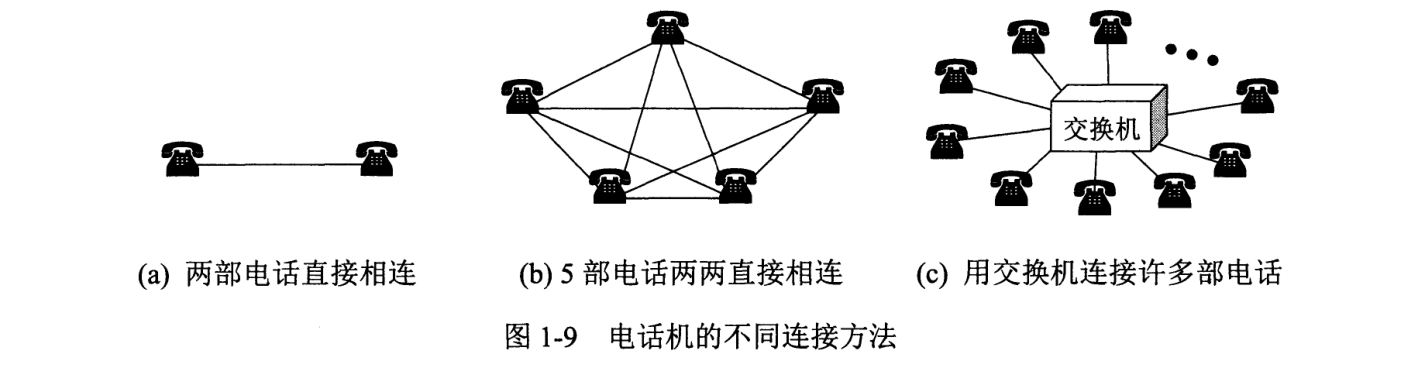 交换机
(a) 两部电话直接相连
(b) 5 部电话两两直接相连
(c) 用交换机连接许多部电话
图 1-9 电话机的不同连接方法